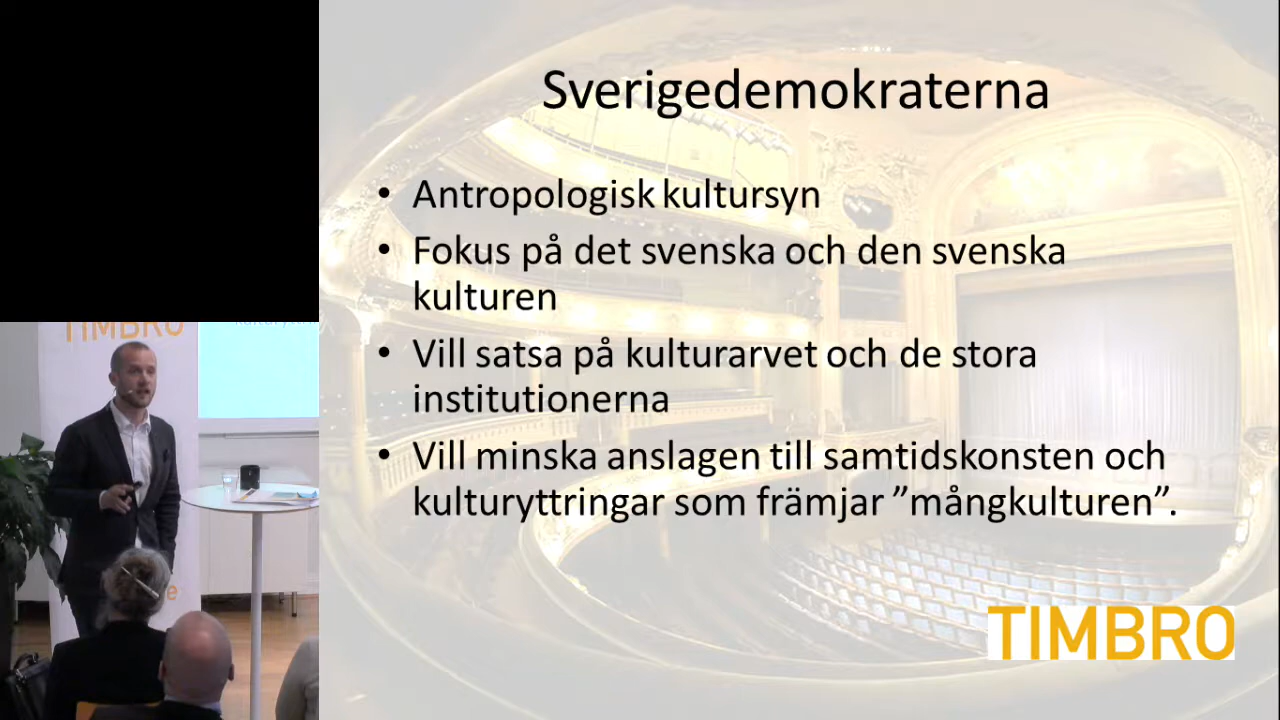 Sverigedemokraterna
• Antropologisk kultursyn
• Fokus på det svenska och den svenska
kulturen
• Vill satsa på kulturarvet och de stora
institutionerna
• Vill minska anslagen till samtidskonsten och
kulturyttringar som främjar ”mångkulturen”.
TIMBRO
TIMBRO